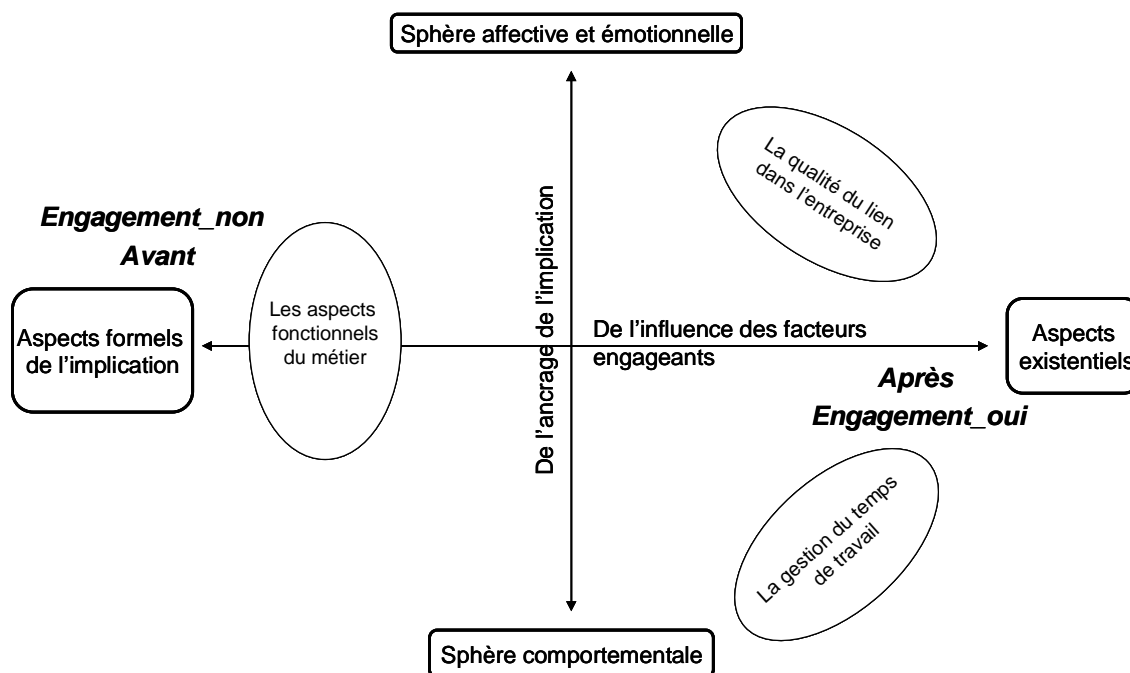 Sphère affective et émotionnelle
La qualité du lien
dans l'entreprise
Engagement_non
Avant
De l'ancrage de l'implication
Les aspects
fonctionnels
du métier
Aspects formels
de l'implication
De l'influence des facteurs
engageants
Aspects
existentiels
Après
Engagement_oui
La gestion du temps
de travail
Sphère comportementale